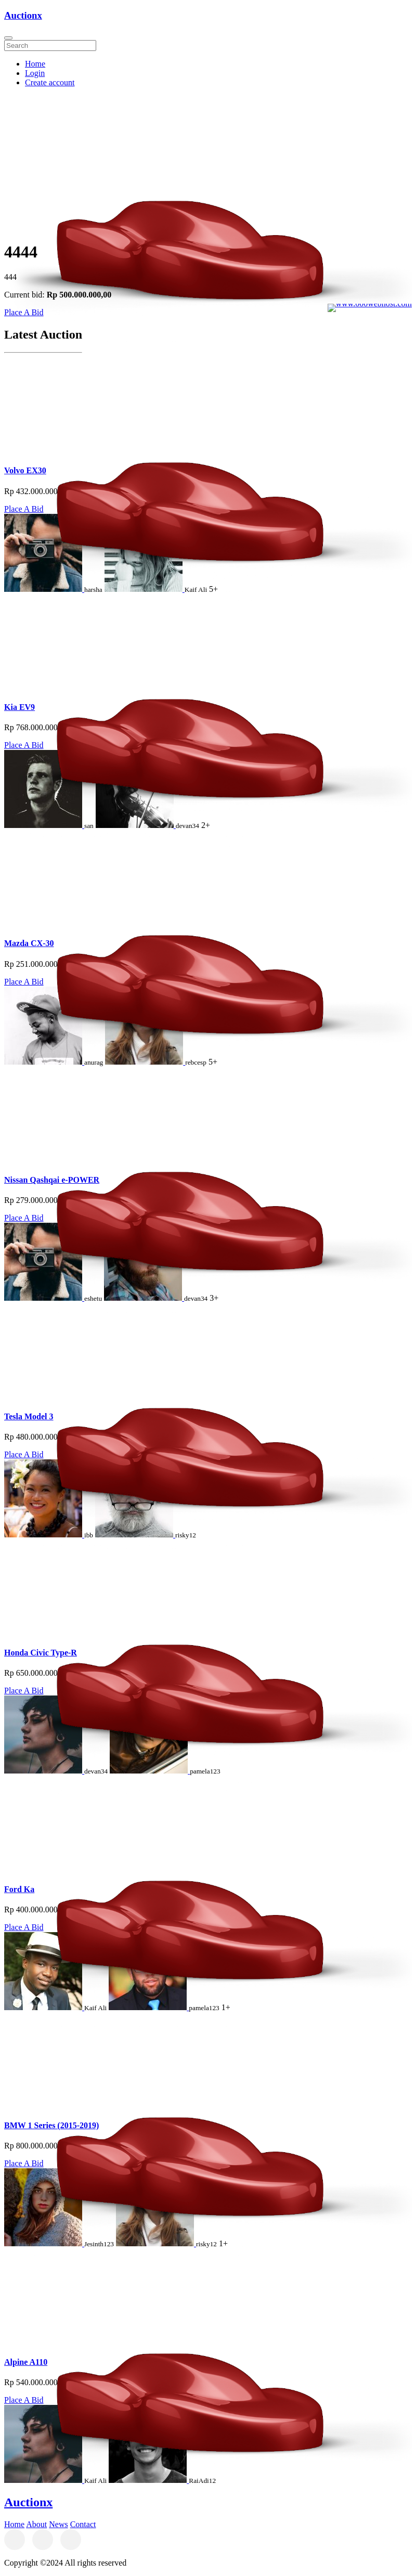 Auctionx
Search
Home
Login
Create account
4444
444
Current bid: Rp 500.000.000,00
Place A Bid
www.000webhost.com
Latest Auction
Volvo EX30
Rp 432.000.000
Place A Bid
harsha Kaif Ali 5+
Kia EV9
Rp 768.000.000
Place A Bid
san devan34 2+
Mazda CX-30
Rp 251.000.000
Place A Bid
anurag rebcesp 5+
Nissan Qashqai e-POWER
Rp 279.000.000
Place A Bid
eshetu devan34 3+
Tesla Model 3
Rp 480.000.000
Place A Bid
ibb risky12
Honda Civic Type-R
Rp 650.000.000
Place A Bid
devan34 pamela123
Ford Ka
Rp 400.000.000
Place A Bid
Kaif Ali pamela123 1+
BMW 1 Series (2015-2019)
Rp 800.000.000
Place A Bid
Jesinth123 risky12 1+
Alpine A110
Rp 540.000.000
Place A Bid
Kaif Ali RaiAdi12
Auctionx
Home About News Contact
Copyright ©2024 All rights reserved